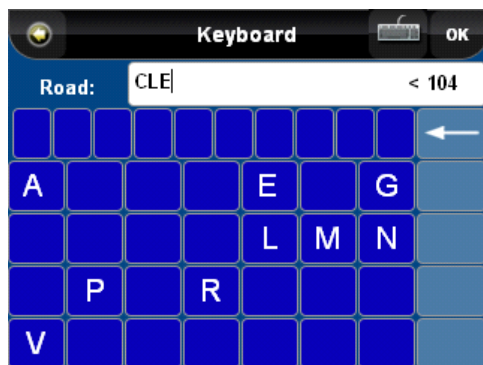 Keyboard OK
Road: CLE < 104
A E G
L M N
P R
V